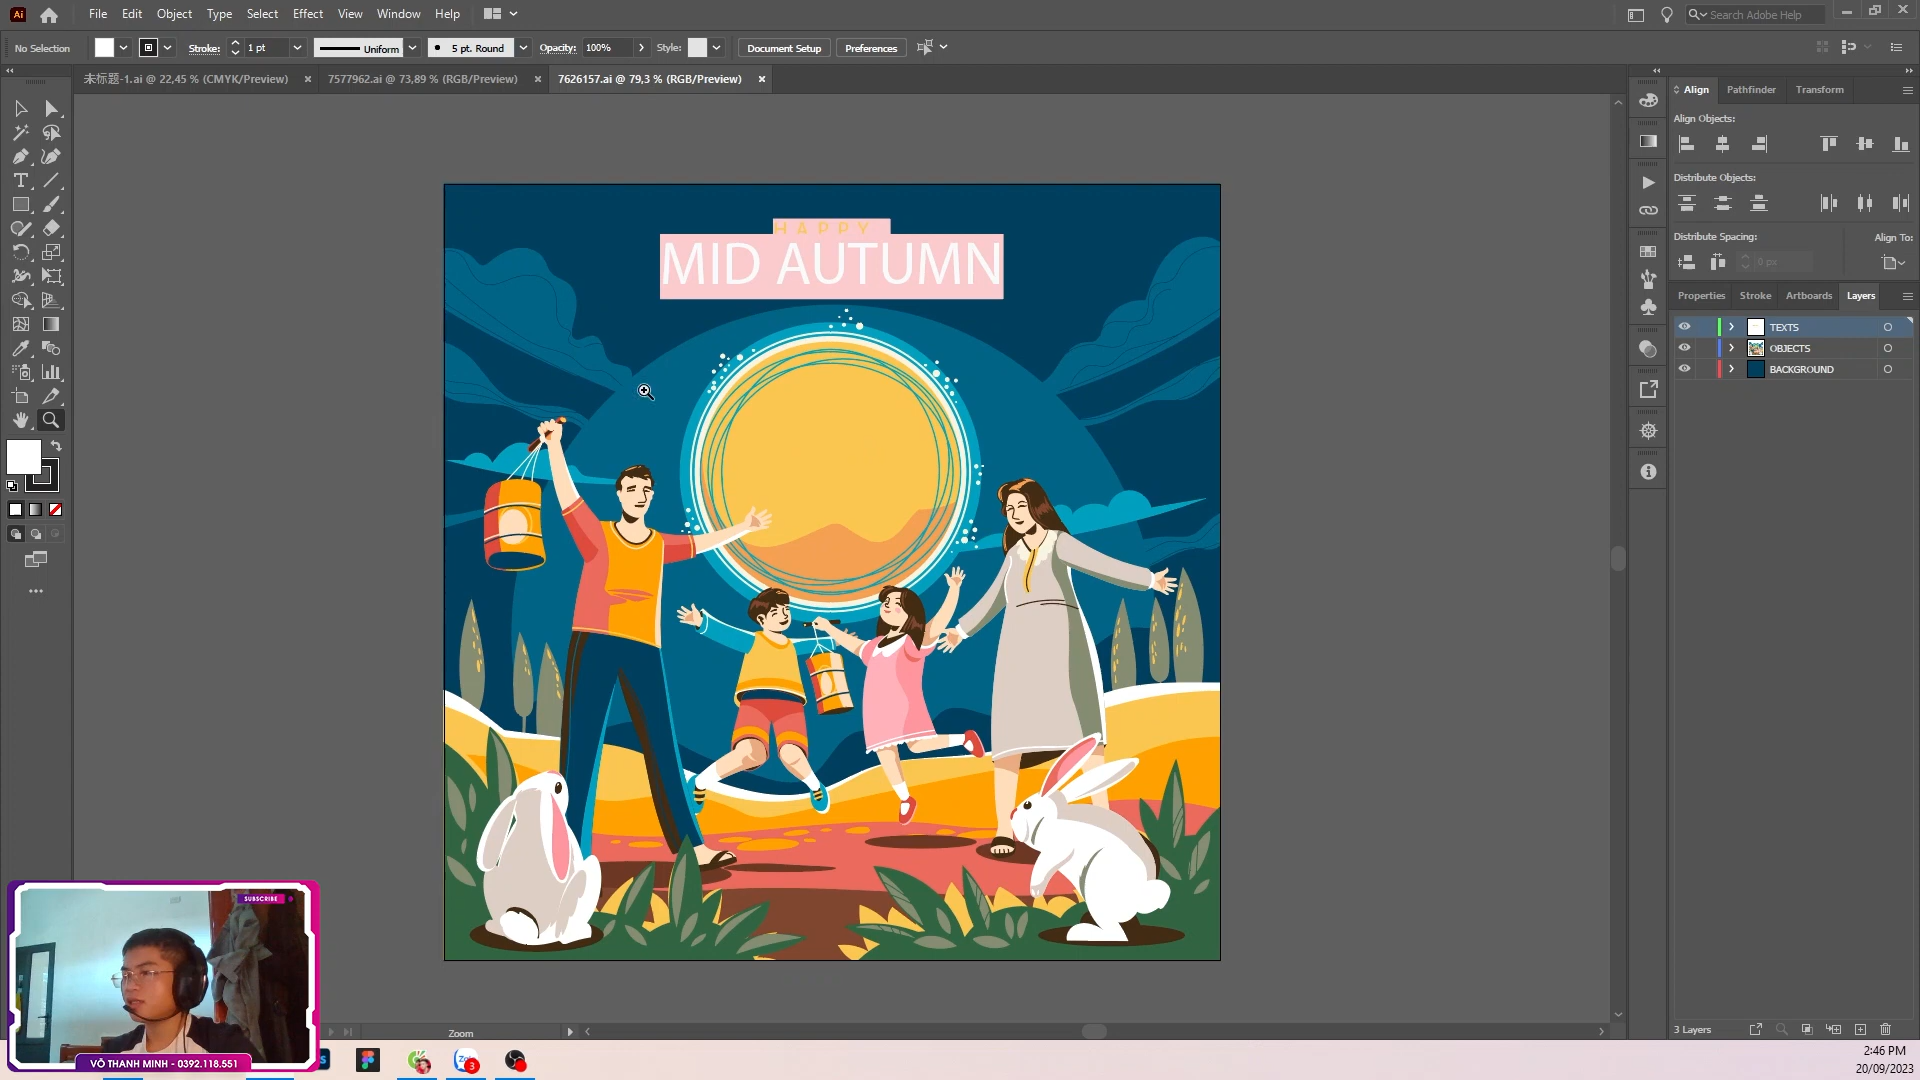 Ai File Edit Object Type Select Effect View Window Help Search Adobe Help
No Selection Stroke: 1 pt Uniform 5 pt. Round Opacity: 100% Style: Document Setup Preferences
未标题-1.ai @ 22,45 % (CMYK/Preview) × 7577962.ai @ 73,89 % (RGB/Preview) × 7626157.ai @ 79,3 % (RGB/Preview) ×
Align Pathfinder Transform
Align Objects:
Distribute Objects:
Distribute Spacing: Align To:
0 px
Properties Stroke Artboards Layers
TEXTS
OBJECTS
BACKGROUND
HAPPY
MID AUTUMN
SUBSCRIBE
VÕ THANH MINH - 0392.118.551
Zoom
3 Layers
3
2:46 PM
20/09/2023